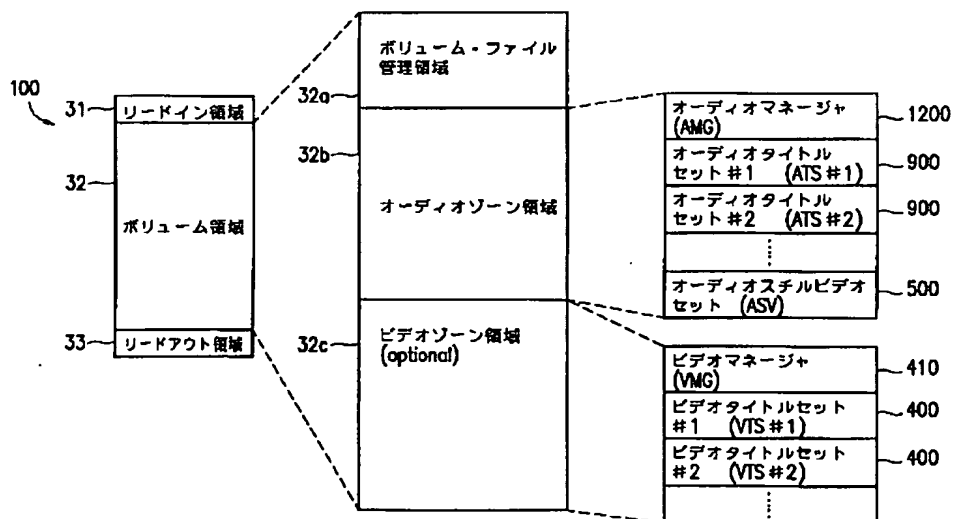 100
31
リードイン領域
32
ボリューム領域
33
リードアウト領域
ボリューム・ファイル
管理領域
32a
32b
オーディオゾーン領域
32c
ビデオゾーン領域
(optional)
オーディオマネージャ
(AMG)
1200
オーディオタイトル
セット#1 (ATS #1)
900
オーディオタイトル
セット#2 (ATS #2)
900
オーディオスチルビデオ
セット (ASV)
500
ビデオマネージャ
(VMG)
410
ビデオタイトルセット
#1 (VTS #1)
400
ビデオタイトルセット
#2 (VTS #2)
400